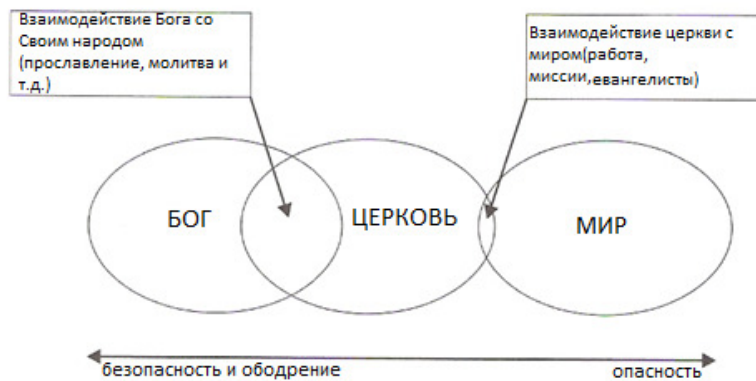 Взаимодействие Бога со
Своим народом
(прославление, молитва и
т.д.)
Взаимодействие церкви с
миром(работа,
миссии,евангелисты)
БОГ
ЦЕРКОВЬ
МИР
безопасность и ободрение
опасность